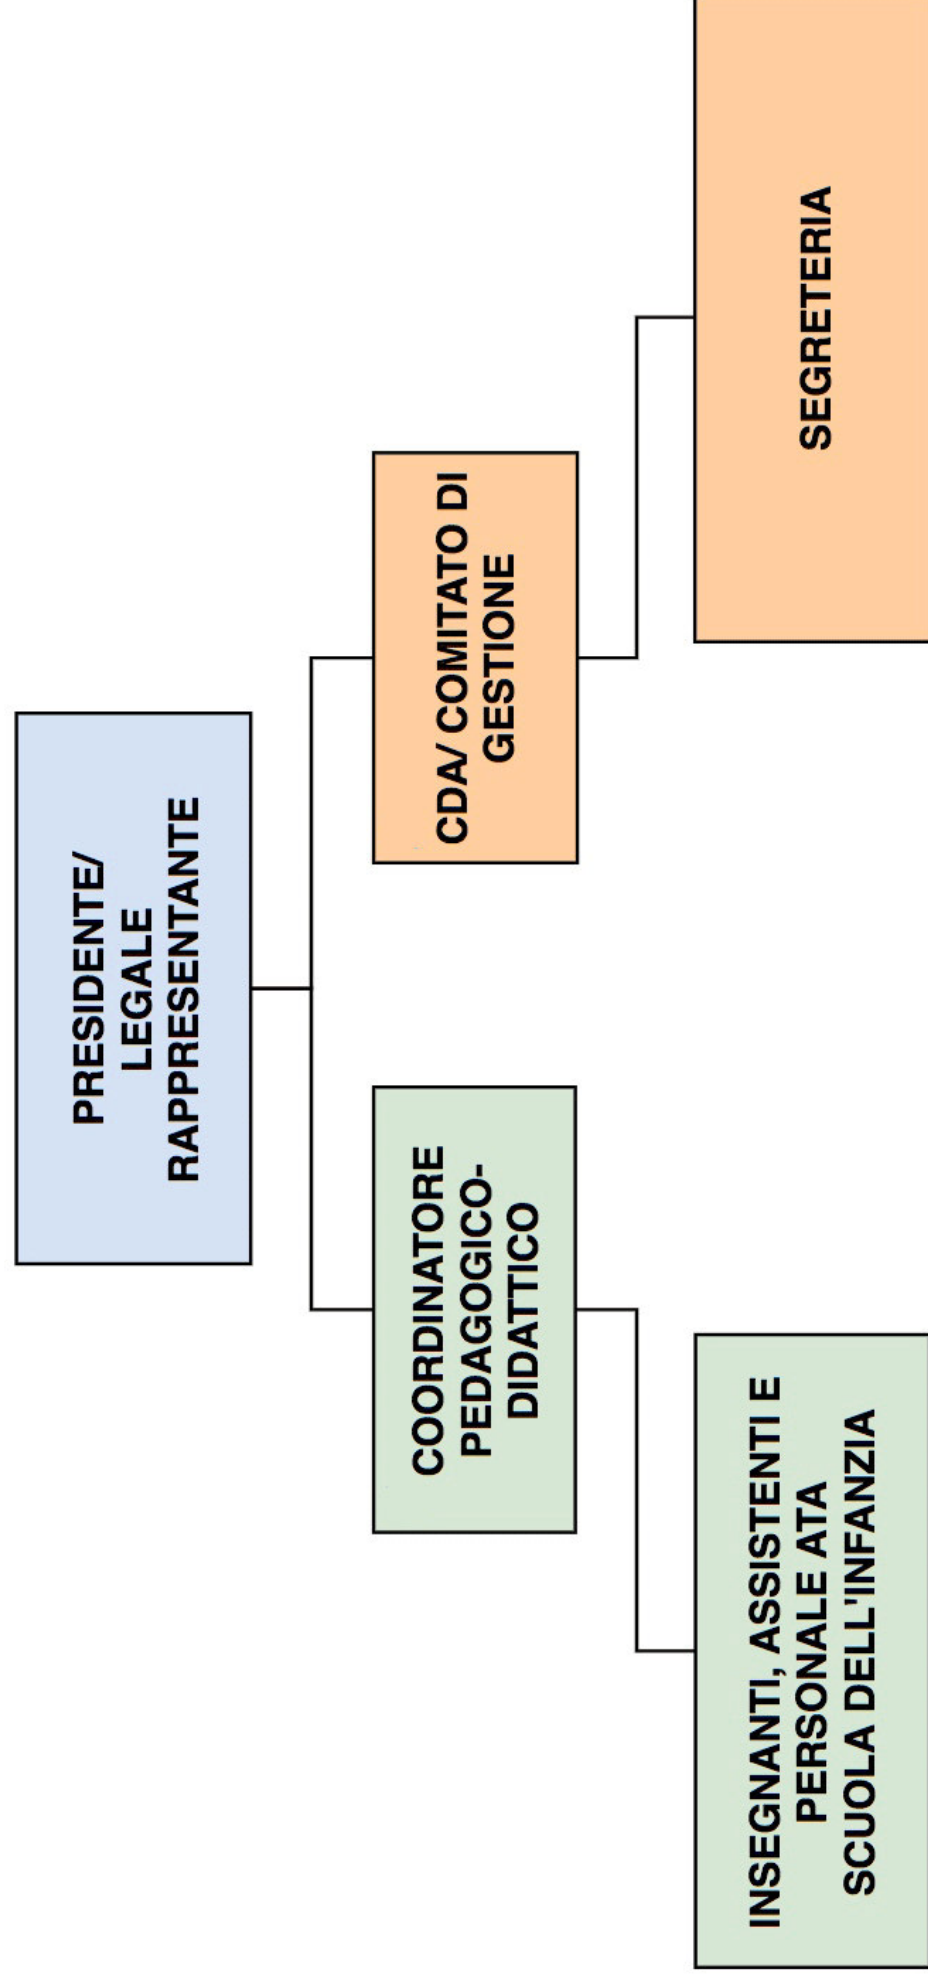 PRESIDENTE/
LEGALE
RAPPRESENTANTE
COORDINATORE
PEDAGOGICO-
DIDATTICO
CDA/ COMITATO DI
GESTIONE
INSEGNANTI, ASSISTENTI E
PERSONALE ATA
SCUOLA DELL'INFANZIA
SEGRETERIA